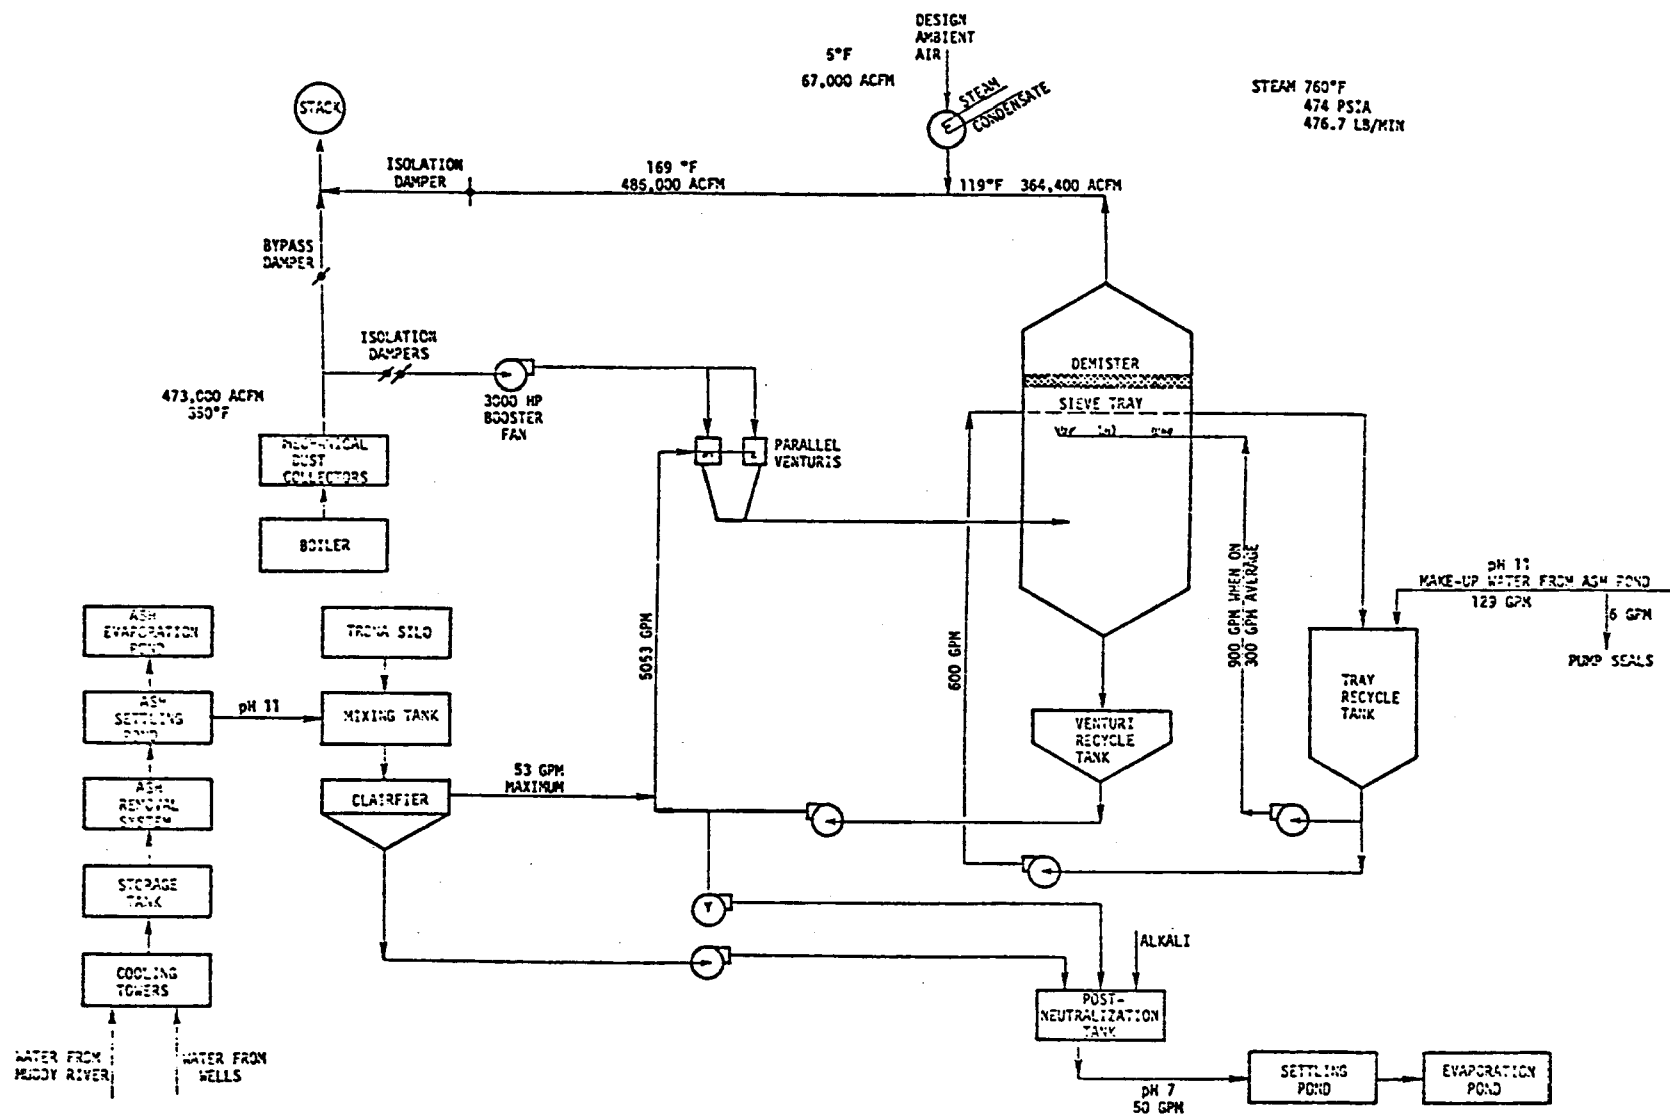 DESIGN
AMBIENT
AIR
5°F
67,000 ACFM
STEAM
CONDENSATE
STEAM 760°F
474 PSIA
476.7 LB/MIN
STACK
ISOLATION
DAMPER
169 °F
485,000 ACFM
119°F 364,400 ACFM
BYPASS
DAMPER
ISOLATION
DAMPERS
473,000 ACFM
350°F
3000 HP
BOOSTER
FAN
DEMISTER
SIEVE TRAY
MECHANICAL
DUST
COLLECTORS
PARALLEL
VENTURIS
BOILER
5053 GPM
600 GPM
900 GPM WHEN ON
300 GPM AVERAGE
pH 11
MAKE-UP WATER FROM ASH POND
129 GPM
6 GPM
PUMP SEALS
ASH
EVAPORATION
POND
TRONA SILO
ASH
SETTLING
POND
pH 11
MIXING TANK
TRAY
RECYCLE
TANK
VENTURI
RECYCLE
TANK
ASH
REMOVAL
SYSTEM
CLAIRFIER
53 GPM
MAXIMUM
STORAGE
TANK
COOLING
TOWERS
ALKALI
POST-
NEUTRALIZATION
TANK
WATER FROM
MUDDY RIVER
WATER FROM
WELLS
pH 7
50 GPM
SETTLING
POND
EVAPORATION
POND